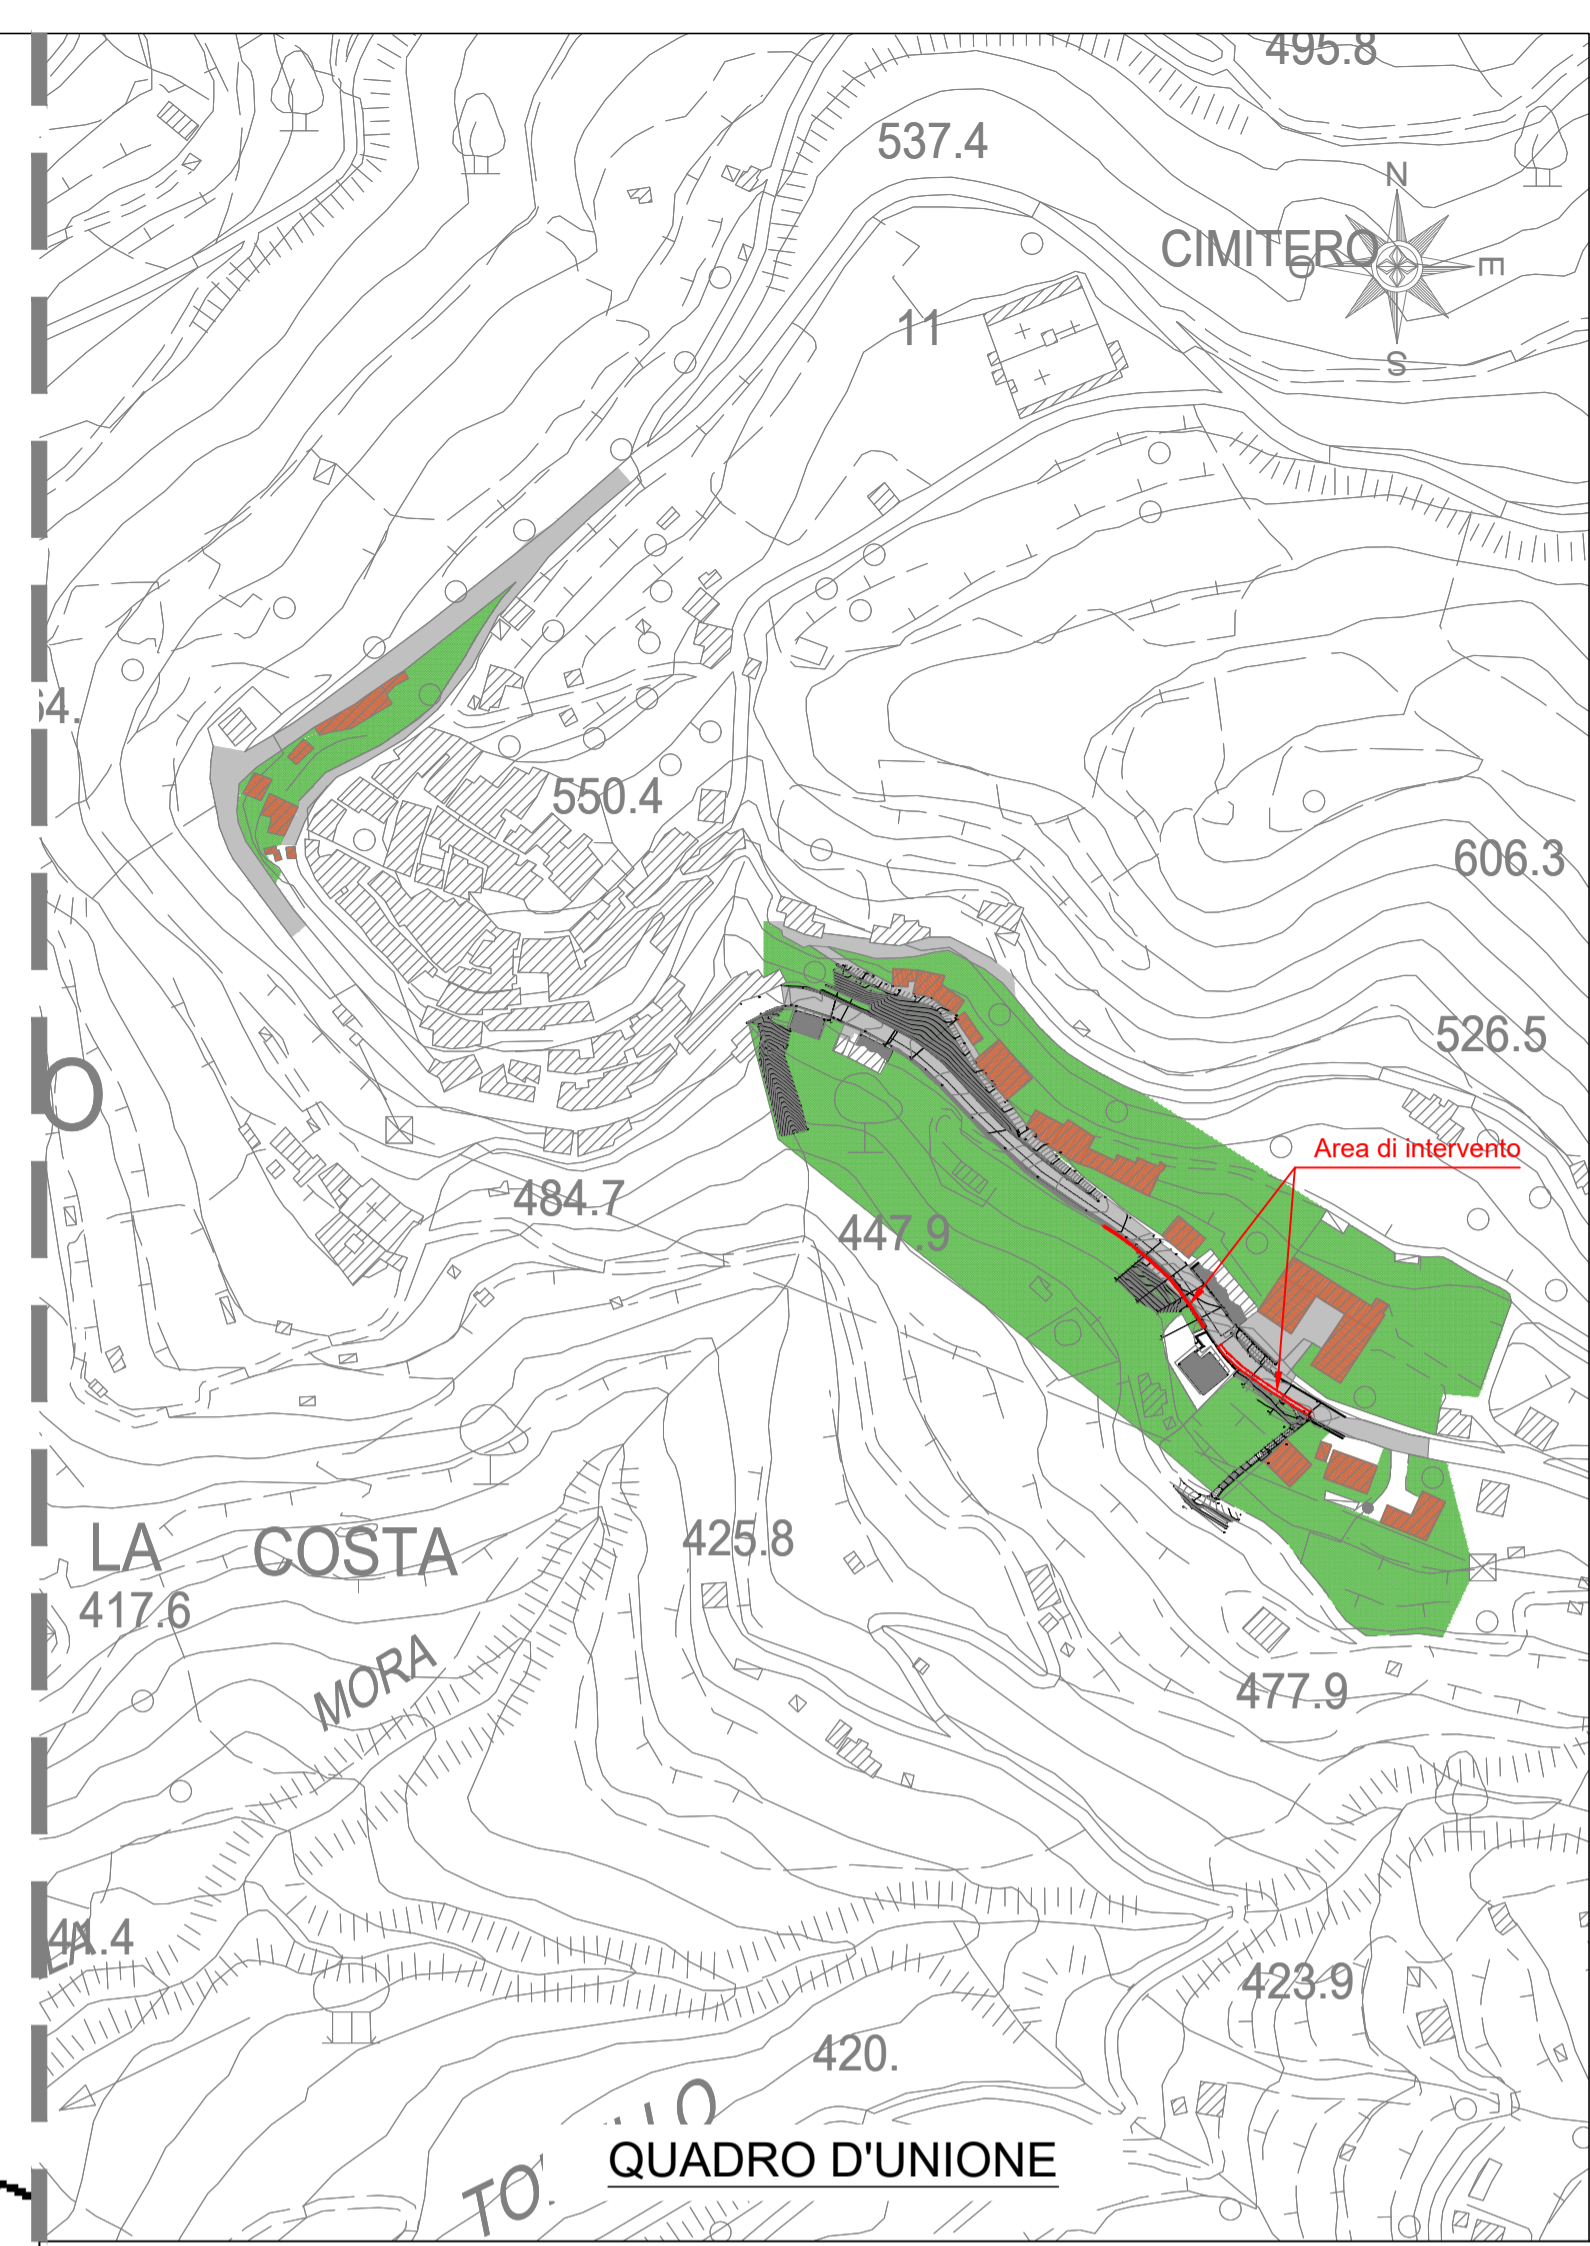 495.8
537.4
N
CIMITERO
O
E
11
S
550.4
606.3
526.5
O
Area di intervento
484.7
447.9
LA COSTA
425.8
417.6
MORA
477.9
LA
423.9
420.
QUADRO D'UNIONE